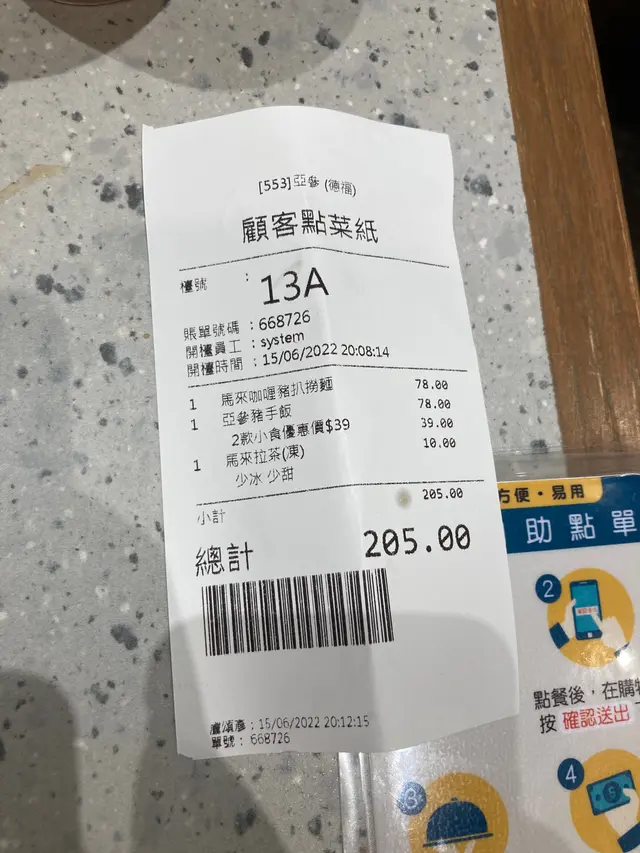 [553]亞參 (德福)
顧客點菜紙
檯號 : 13A
賬單號碼 : 668726
開檯員工 : system
開檯時間 : 15/06/2022 20:08:14
1 馬來咖喱豬扒撈麵 78.00
1 亞參豬手飯 78.00
2款小食優惠價$39 39.00
1 馬來拉茶(凍) 10.00
少冰 少甜
205.00
小計
總計 205.00
盧頌彥 : 15/06/2022 20:12:15
單號 : 668726
方便・易用
助點單
2
點餐後，在購物
按 確認送出
3
4